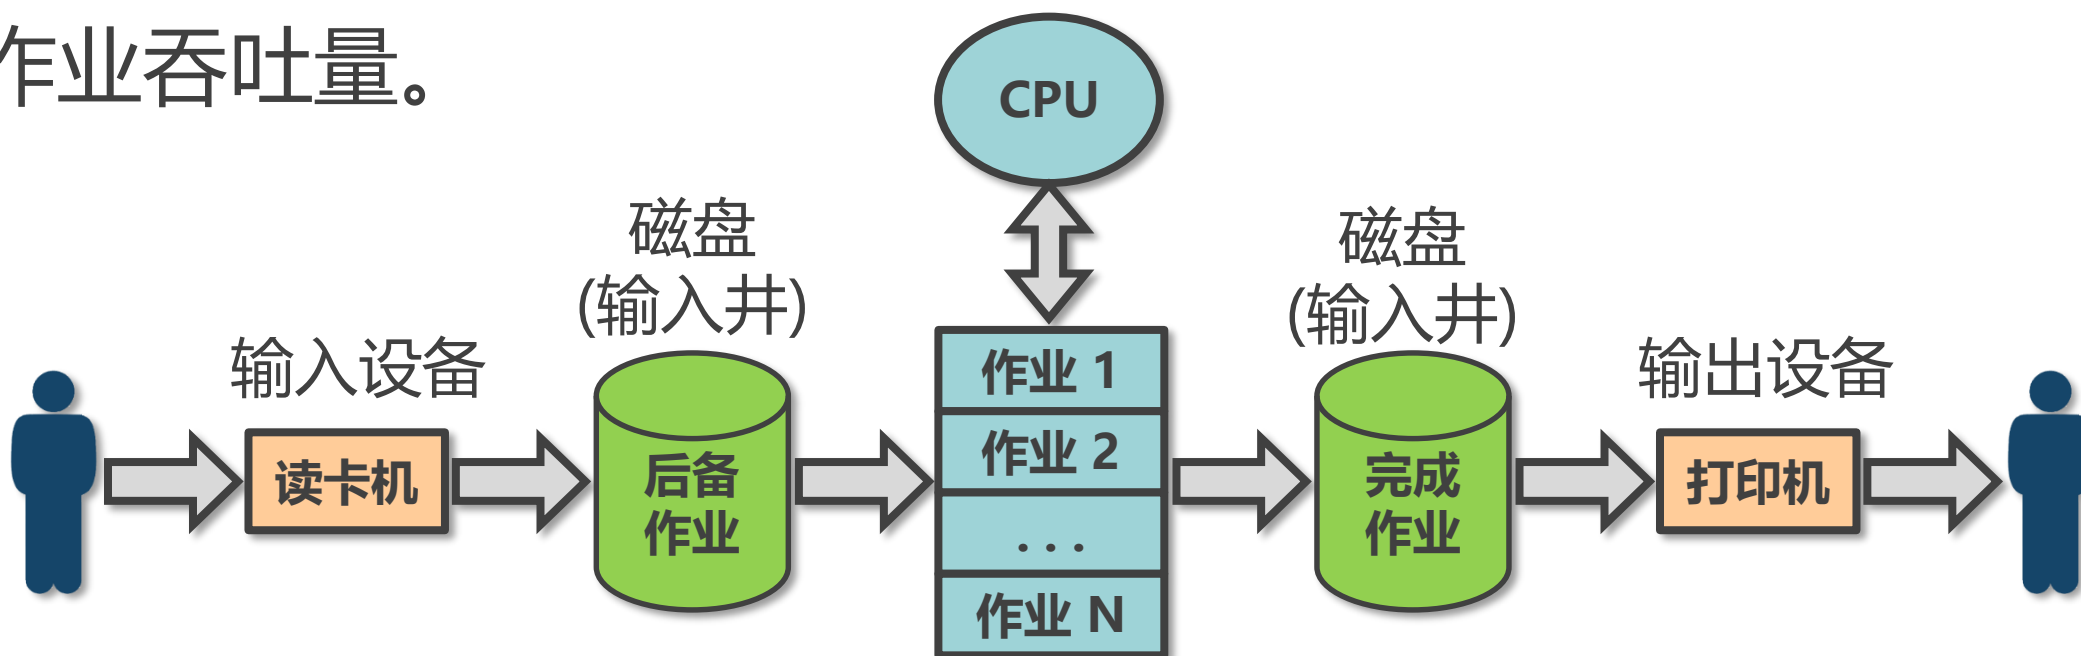 作业吞吐量。
CPU
磁盘
(输入井)
磁盘
(输入井)
输入设备
输出设备
读卡机
后备
作业
作业 1
作业 2
...
作业 N
完成
作业
打印机